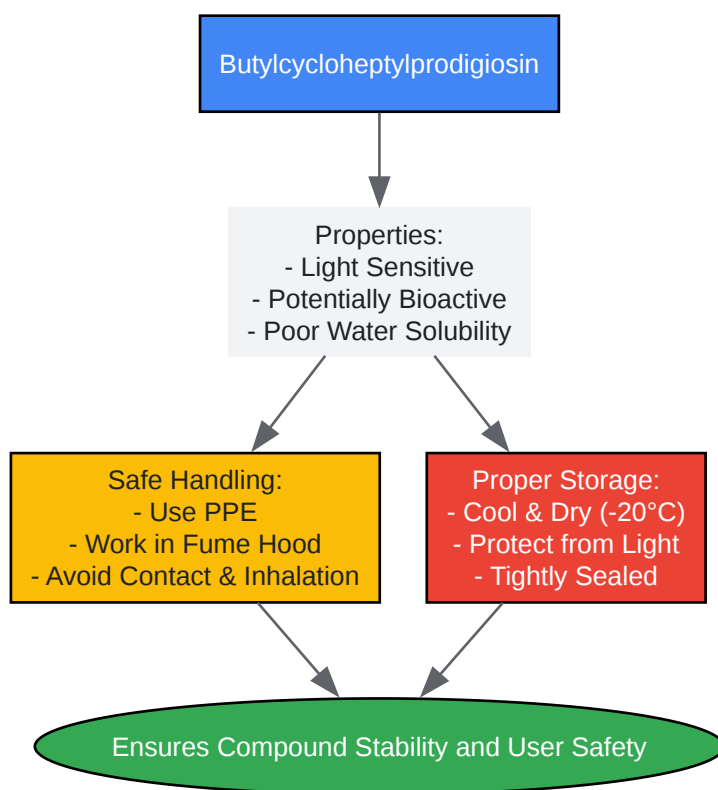 Butylcycloheptylprodigiosin
Properties:
- Light Sensitive
- Potentially Bioactive
- Poor Water Solubility
Safe Handling:
- Use PPE
- Work in Fume Hood
- Avoid Contact & Inhalation
Proper Storage:
- Cool & Dry (-20°C)
- Protect from Light
- Tightly Sealed
Ensures Compound Stability and User Safety